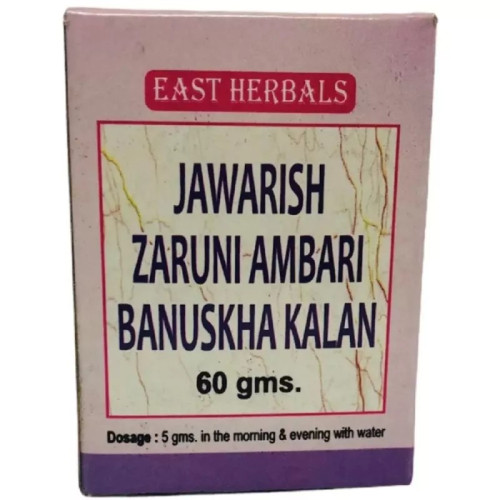 EAST HERBALS
JAWARISH
ZARUNI AMBARI
BANUSKHA KALAN
60 gms.
Dosage : 5 gms. in the morning & evening with water